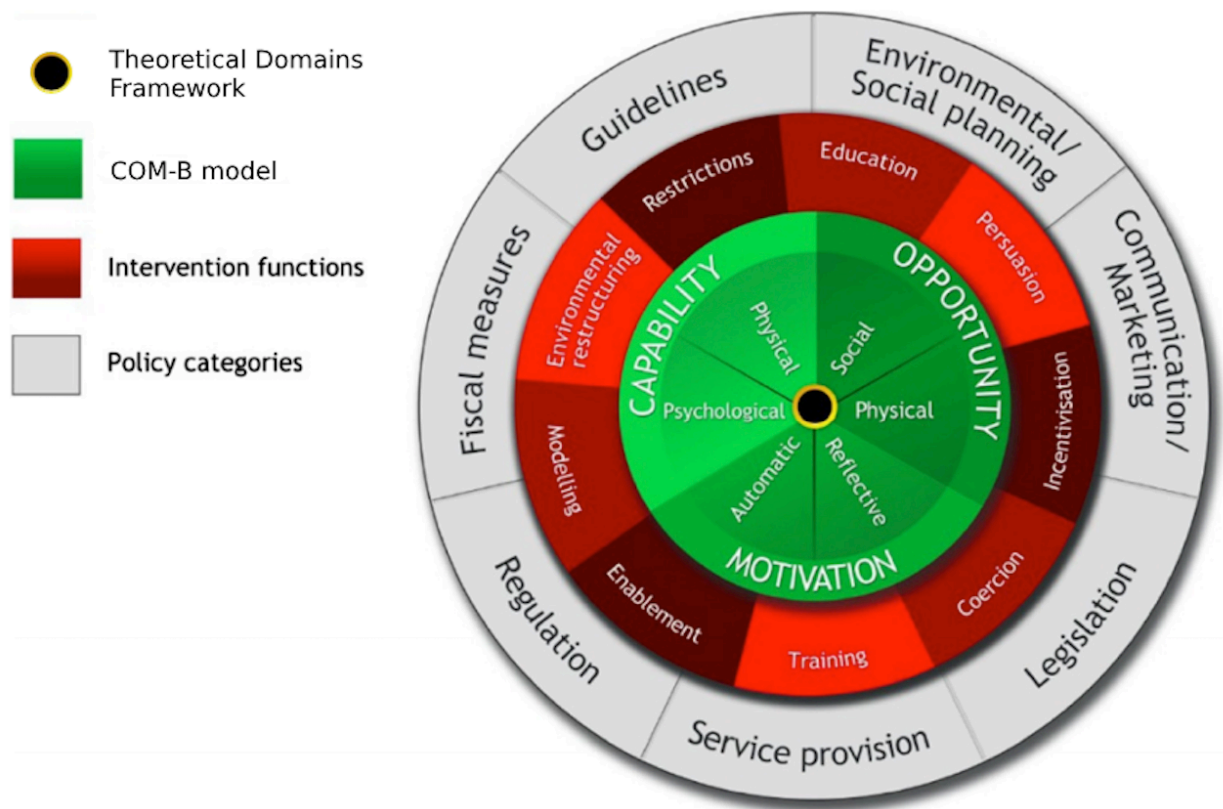 Theoretical Domains
Framework
COM-B model
Intervention functions
Policy categories
Guidelines
Environmental/
Social planning
Communication/
Marketing
Legislation
Service provision
Regulation
Fiscal measures
Restrictions
Education
Persuasion
Incentivisation
Coercion
Training
Enablement
Modelling
Environmental
restructuring
CAPABILITY
OPPORTUNITY
MOTIVATION
Physical
Social
Psychological
Physical
Automatic
Reflective